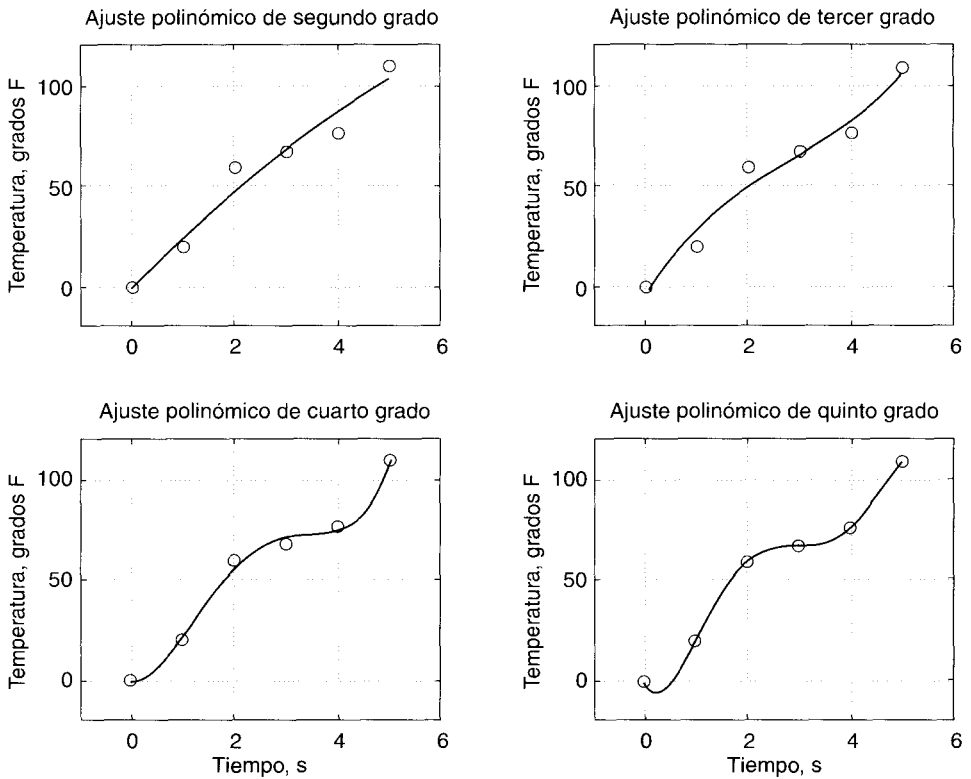 Ajuste polinómico de segundo grado
Temperatura, grados F
100
50
0
0 2 4 6
Ajuste polinómico de tercer grado
Temperatura, grados F
100
50
0
0 2 4 6
Ajuste polinómico de cuarto grado
Temperatura, grados F
100
50
0
0 2 4 6
Tiempo, s
Ajuste polinómico de quinto grado
Temperatura, grados F
100
50
0
0 2 4 6
Tiempo, s